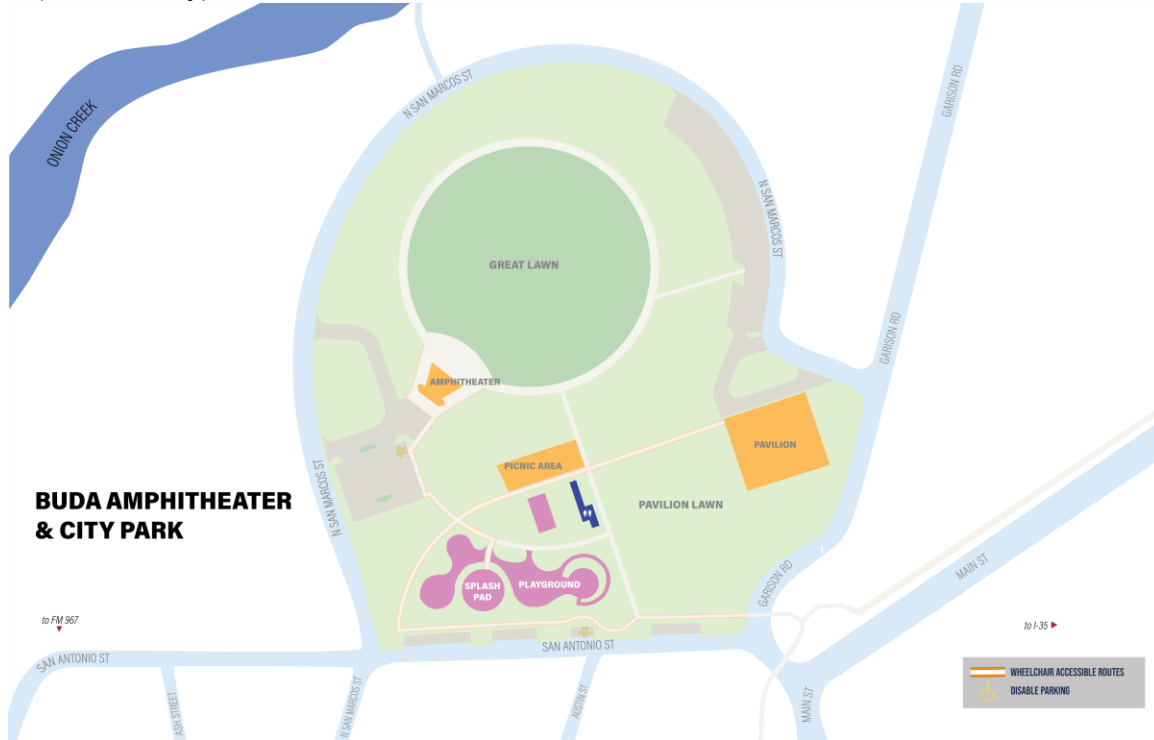 N SAN MARCOS ST
GARISON RD
ONION CREEK
N SAN MARCOS ST
GREAT LAWN
GARISON RD
AMPHITHEATER
PAVILION
PICNIC AREA
N SAN MARCOS ST
BUDA AMPHITHEATER
& CITY PARK
PAVILION LAWN
SPLASH
PAD
PLAYGROUND
GARISON RD
MAIN ST
to FM 967
to I-35
SAN ANTONIO ST
SAN ANTONIO ST
WHEELCHAIR ACCESSIBLE ROUTES
DISABLE PARKING
ASH STREET
N SAN MARCOS ST
AUSTIN ST
MAIN ST